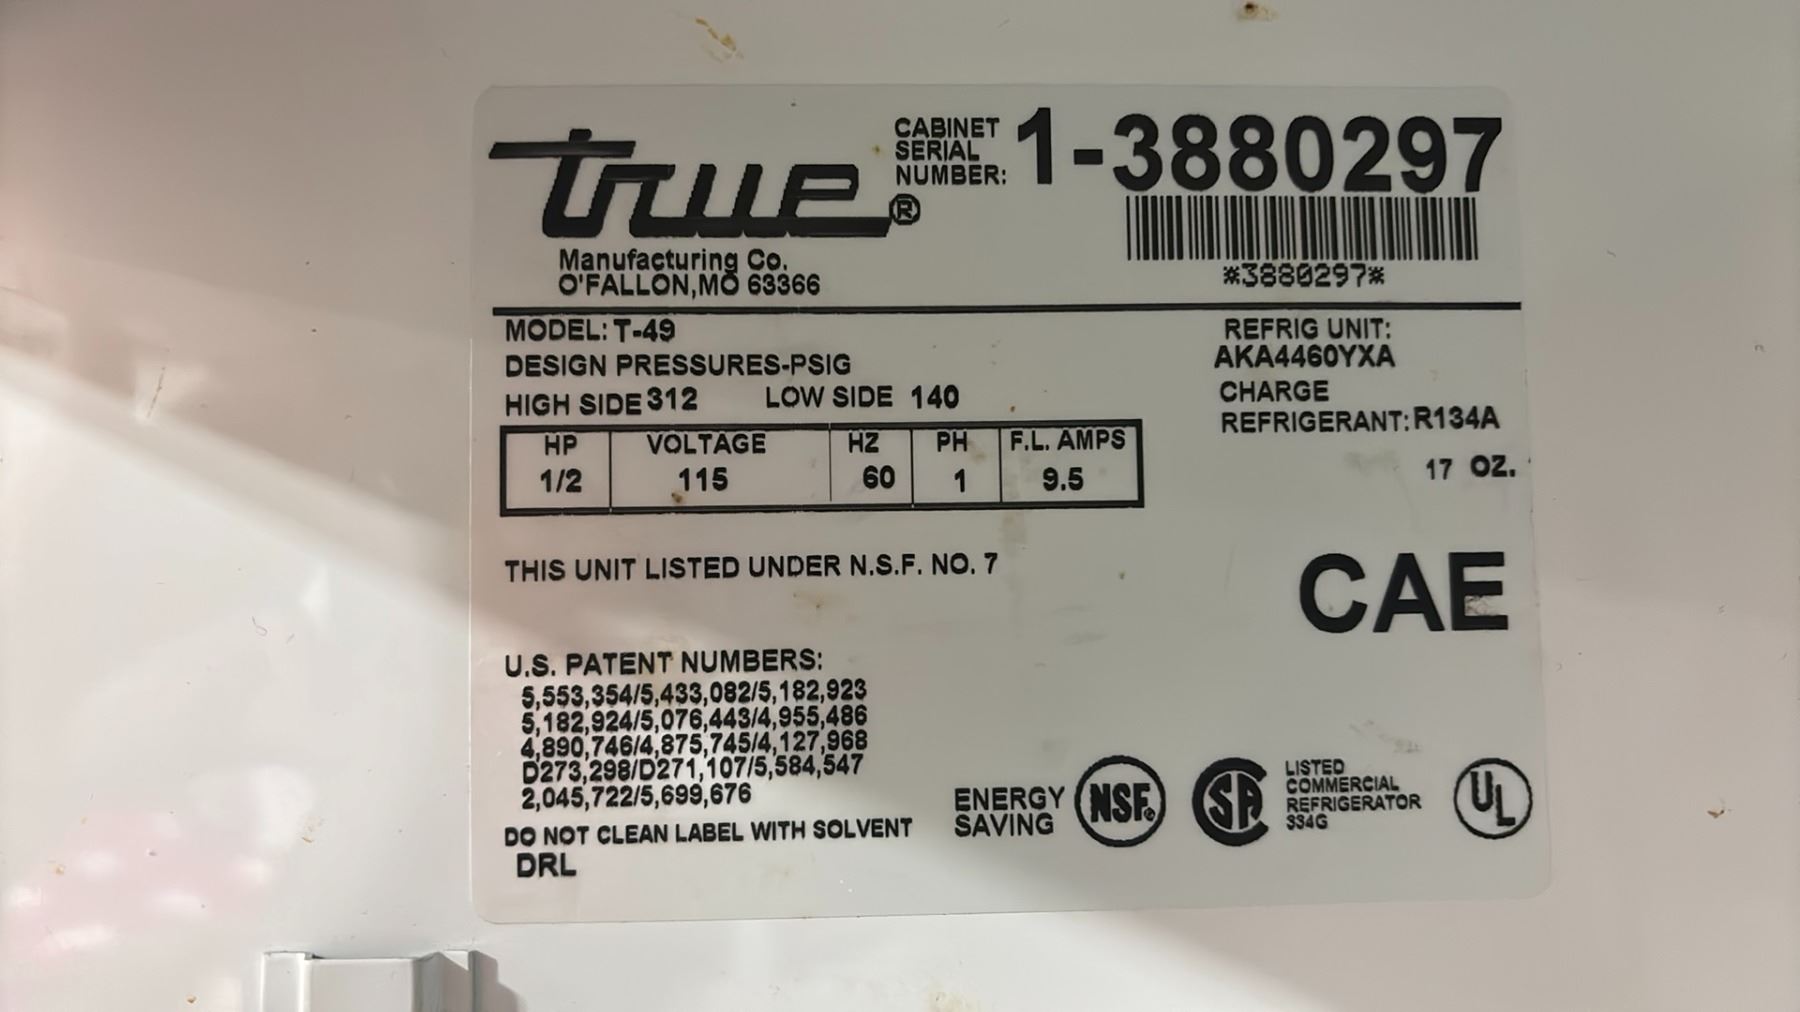 true®
Manufacturing Co.
O'FALLON,MO 63366
CABINET
SERIAL
NUMBER: 1-3880297
*3880297*
MODEL: T-49
DESIGN PRESSURES-PSIG
HIGH SIDE 312 LOW SIDE 140
REFRIG UNIT:
AKA4460YXA
CHARGE
REFRIGERANT: R134A
17 OZ.
HP VOLTAGE HZ PH F.L. AMPS
1/2 115 60 1 9.5
THIS UNIT LISTED UNDER N.S.F. NO. 7
CAE
U.S. PATENT NUMBERS:
5,553,354/5,433,082/5,182,923
5,182,924/5,076,443/4,955,486
4,890,746/4,875,745/4,127,968
D273,298/D271,107/5,584,547
2,045,722/5,699,676
DO NOT CLEAN LABEL WITH SOLVENT
DRL
ENERGY
SAVING
NSF®
SA
LISTED
COMMERCIAL
REFRIGERATOR
334G
UL